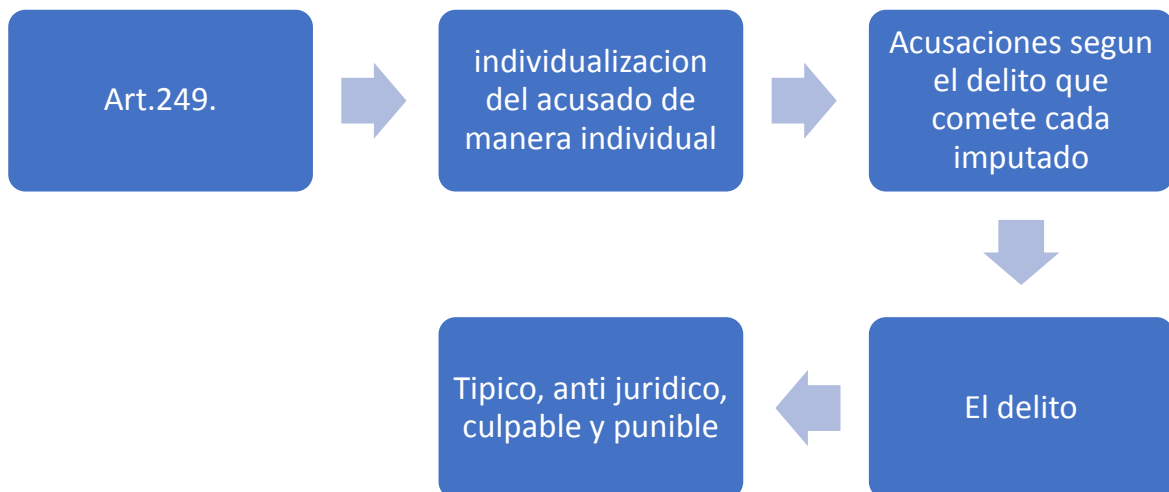 Art.249.
individualizacion
del acusado de
manera individual
Acusaciones segun
el delito que
comete cada
imputado
El delito
Tipico, anti juridico,
culpable y punible